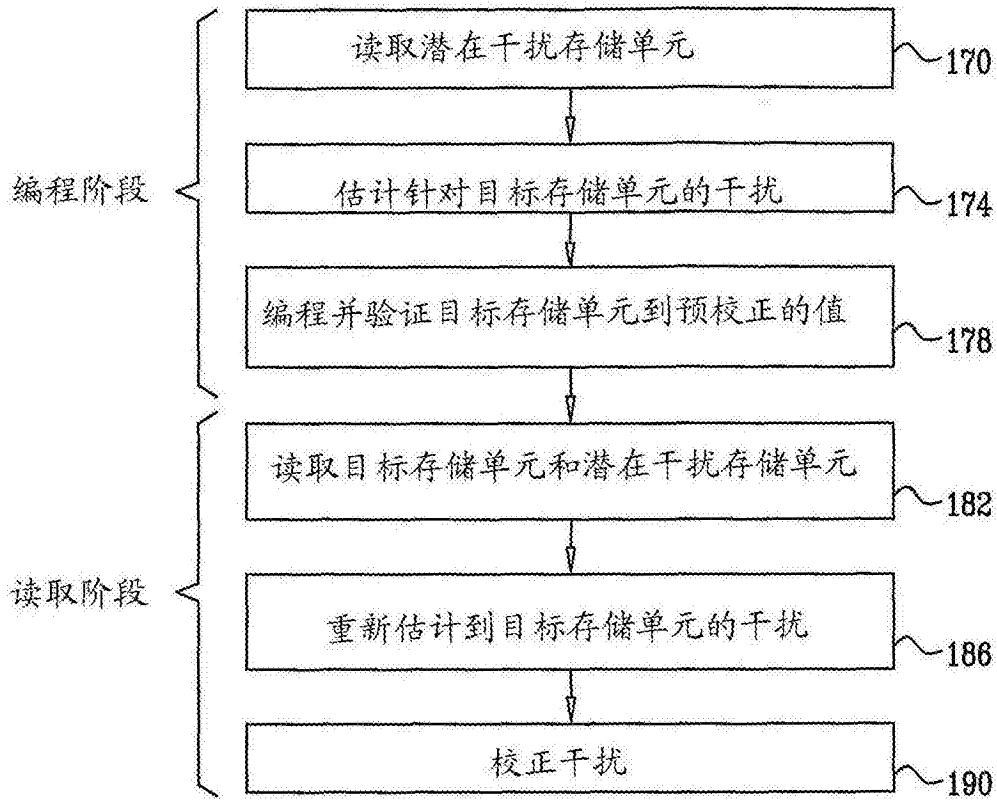 读取潜在干扰存储单元
170
编程阶段
估计针对目标存储单元的干扰
174
编程并验证目标存储单元到预校正的值
178
读取目标存储单元和潜在干扰存储单元
182
读取阶段
重新估计到目标存储单元的干扰
186
校正干扰
190